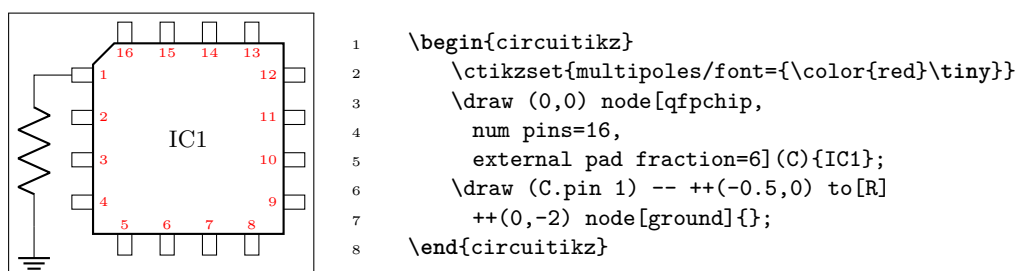 16 15 14 13
1 12
2 11
IC1
3 10
4 9
5 6 7 8
1 \begin{circuitikz}
2 \ctikzset{multipoles/font={\color{red}\tiny}}
3 \draw (0,0) node[qfpchip,
4 num pins=16,
5 external pad fraction=6](C){IC1};
6 \draw (C.pin 1) -- ++(-0.5,0) to[R]
7 ++(0,-2) node[ground]{};
8 \end{circuitikz}